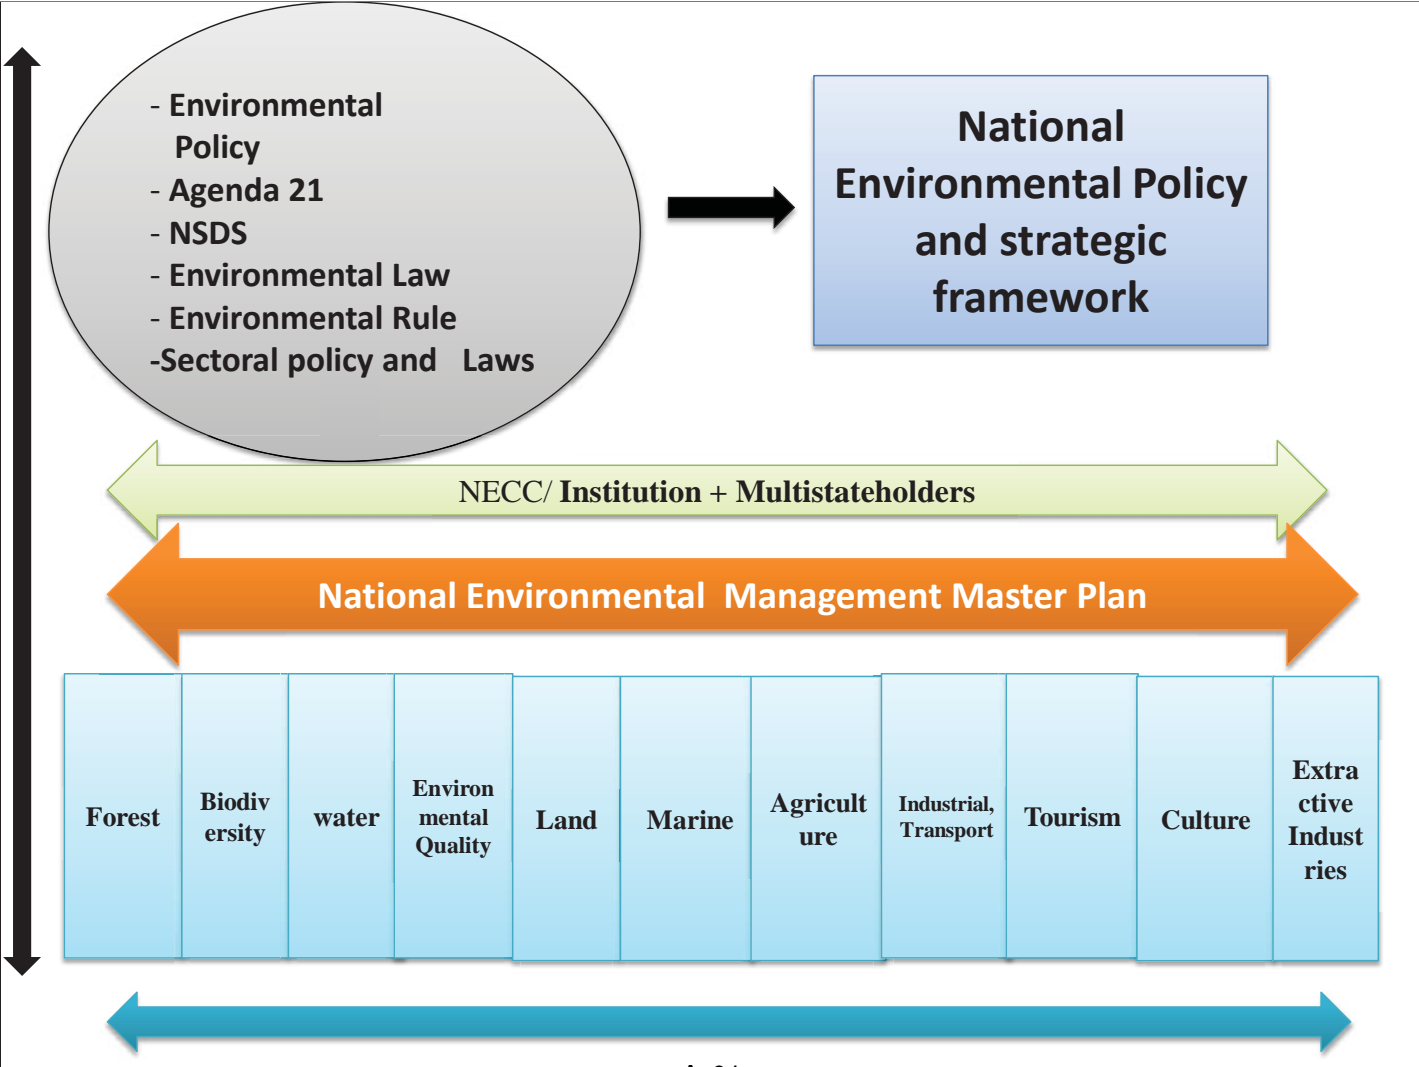 - Environmental
Policy
- Agenda 21
- NSDS
- Environmental Law
- Environmental Rule
-Sectoral policy and Laws
National
Environmental Policy
and strategic
framework
NECC/ Institution + Multistateholders
National Environmental Management Master Plan
Forest
Biodiv
ersity
water
Environ
mental
Quality
Land
Marine
Agricult
ure
Industrial,
Transport
Tourism
Culture
Extra
ctive
Indust
ries